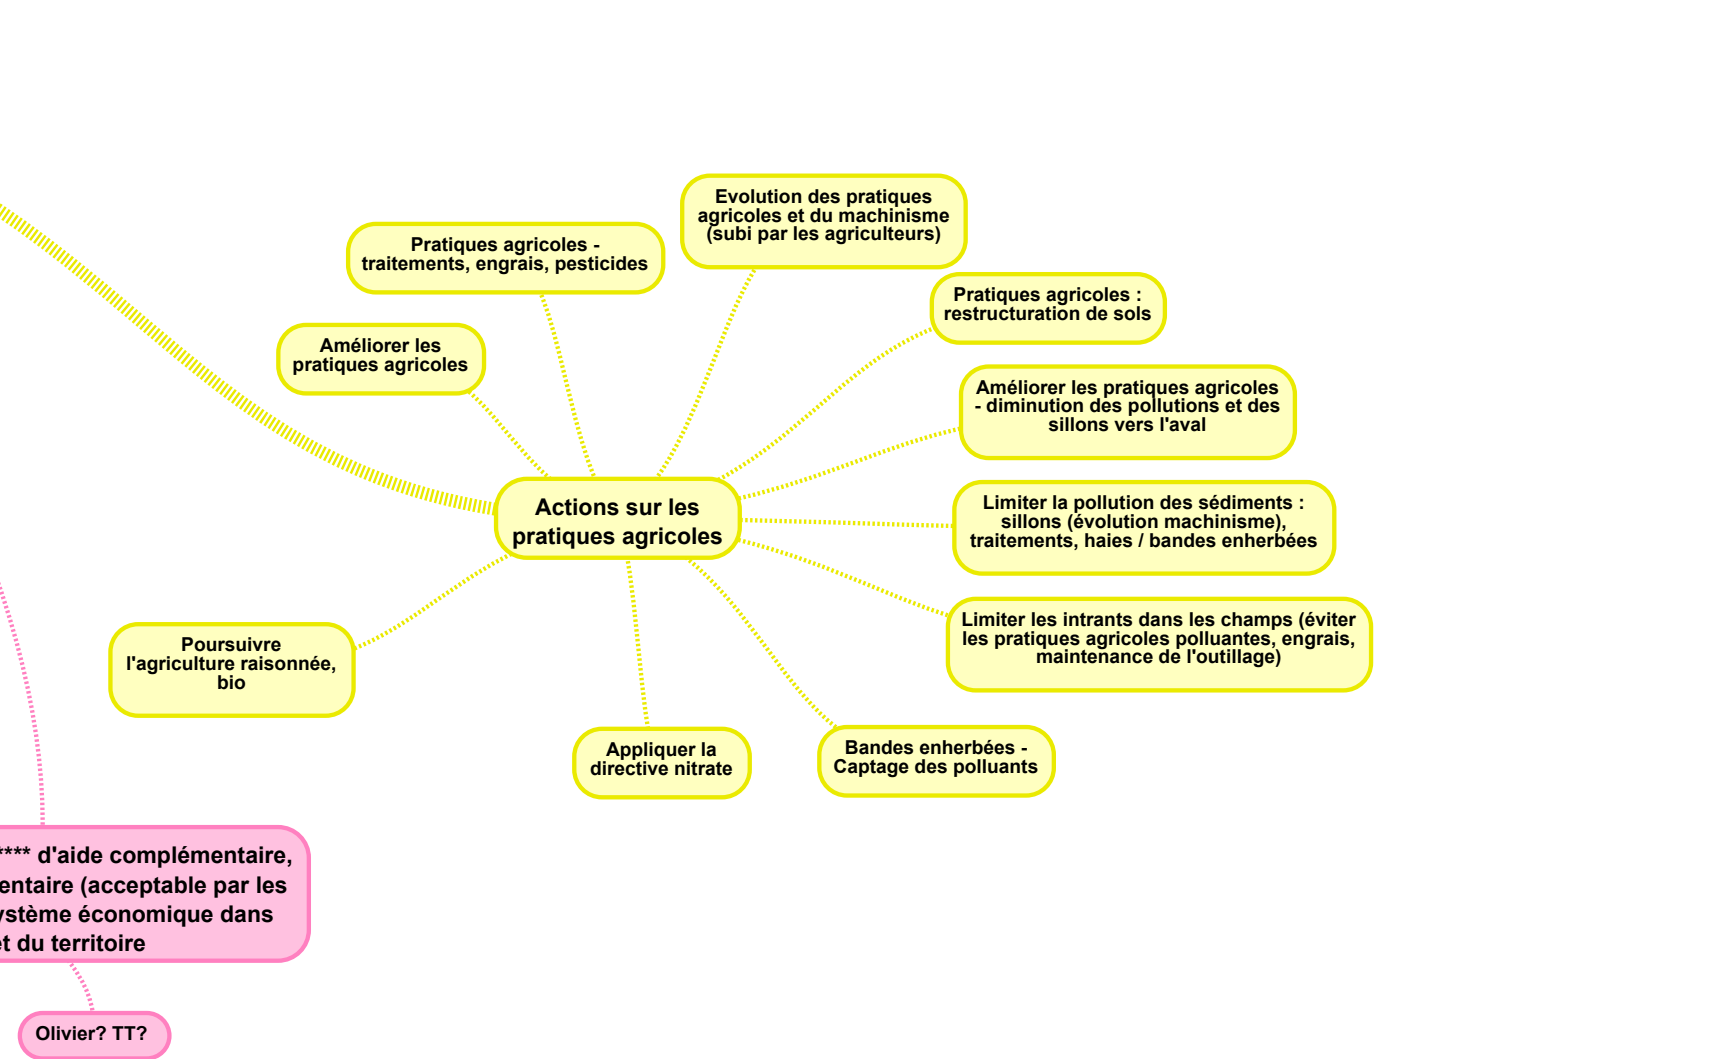 Evolution des pratiques
agricoles et du machinisme
(subi par les agriculteurs)
Pratiques agricoles -
traitements, engrais, pesticides
Pratiques agricoles :
restructuration de sols
Améliorer les
pratiques agricoles
Améliorer les pratiques agricoles
- diminution des pollutions et des
sillons vers l'aval
Actions sur les
pratiques agricoles
Limiter la pollution des sédiments :
sillons (évolution machinisme),
traitements, haies / bandes enherbées
Limiter les intrants dans les champs (éviter
les pratiques agricoles polluantes, engrais,
maintenance de l'outillage)
Poursuivre
l'agriculture raisonnée,
bio
Appliquer la
directive nitrate
Bandes enherbées -
Captage des polluants
**** d'aide complémentaire,
entaire (acceptable par les
ystème économique dans
et du territoire
Olivier? TT?